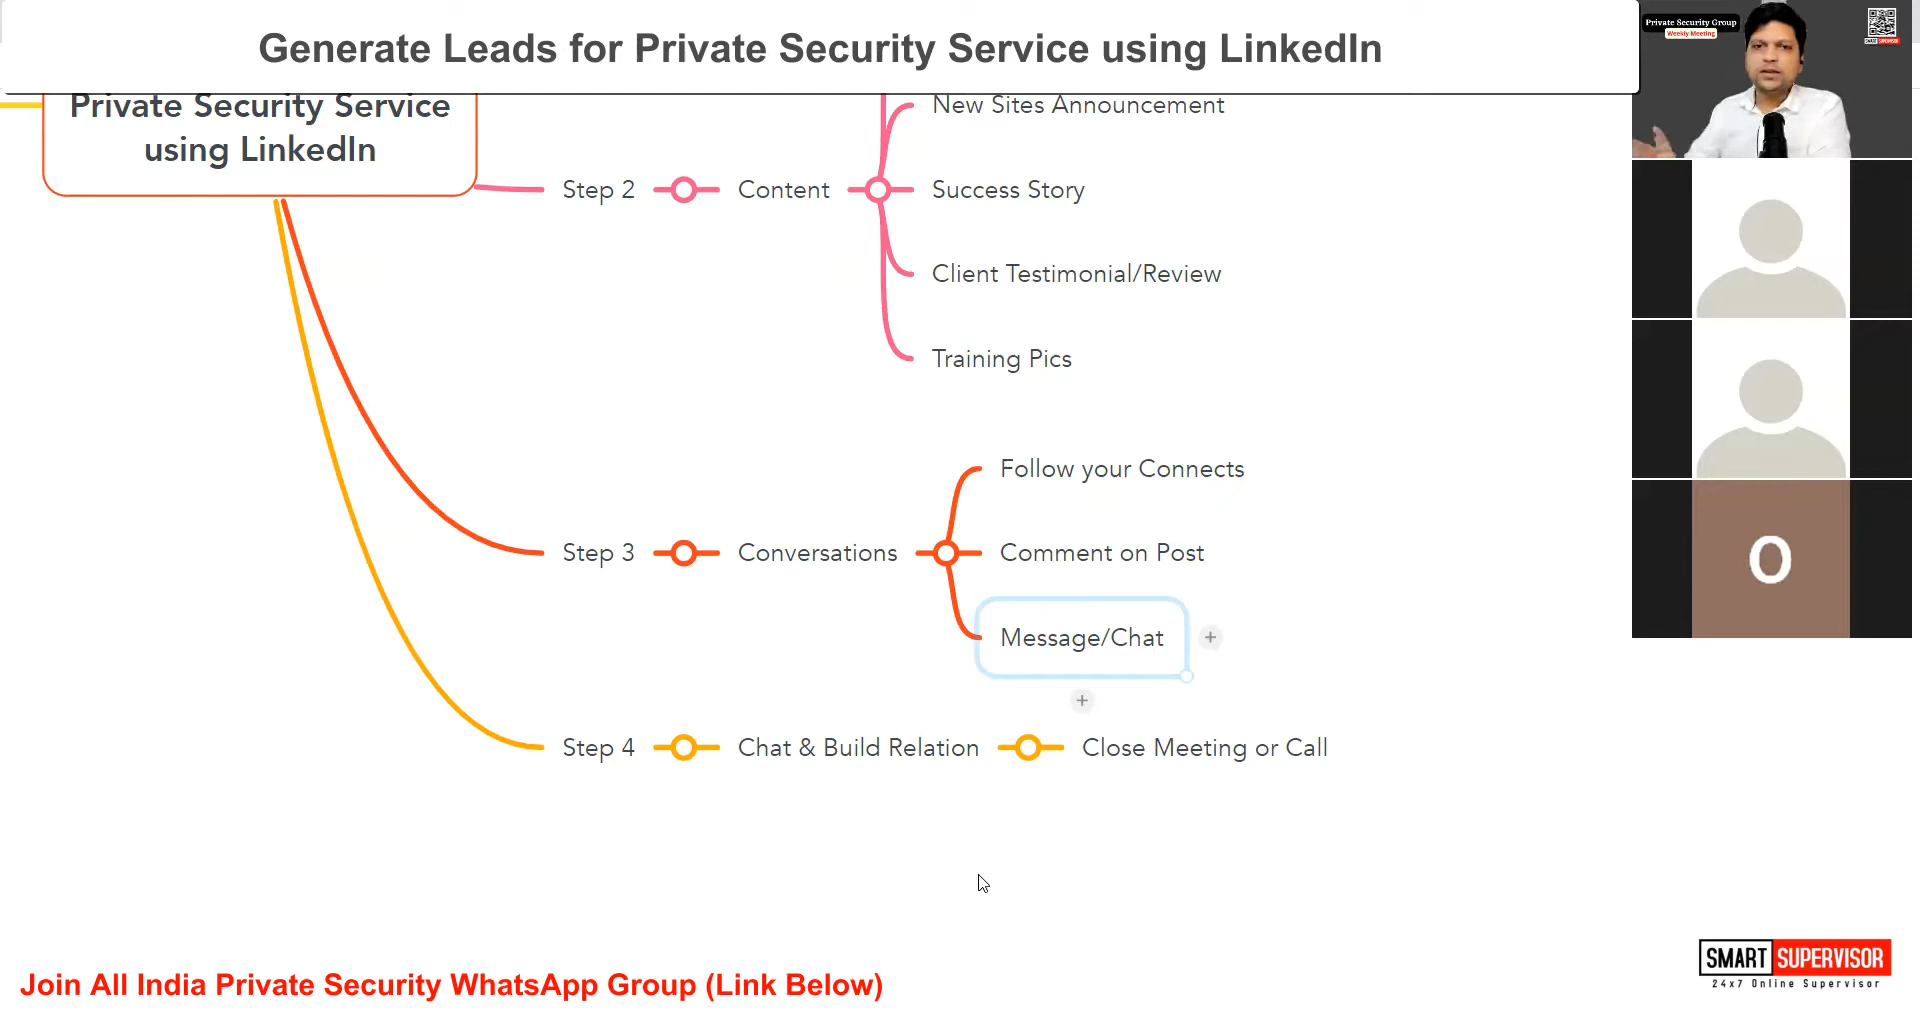 Generate Leads for Private Security Service using LinkedIn
Private Security Group
Weekly Meeting
SMART SUPERVISOR
Private Security Service
using LinkedIn
New Sites Announcement
Step 2
Content
Success Story
Client Testimonial/Review
Training Pics
Follow your Connects
Step 3
Conversations
Comment on Post
Message/Chat
Step 4
Chat & Build Relation
Close Meeting or Call
O
Join All India Private Security WhatsApp Group (Link Below)
SMART SUPERVISOR
24x7 Online Supervisor